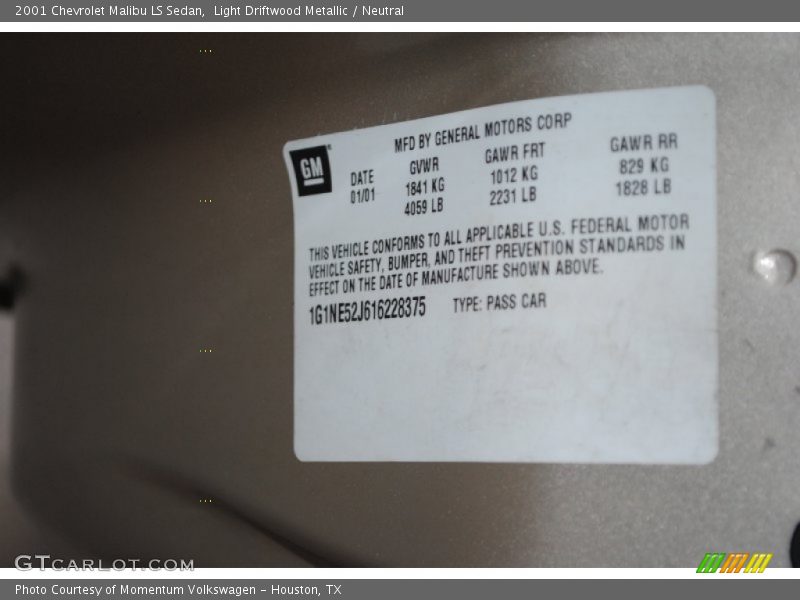 2001 Chevrolet Malibu LS Sedan,  Light Driftwood Metallic / Neutral
MFD BY GENERAL MOTORS CORP
GM
DATE GVWR GAWR FRT GAWR RR
01/01 1841 KG 1012 KG 829 KG
4059 LB 2231 LB 1828 LB
THIS VEHICLE CONFORMS TO ALL APPLICABLE U.S. FEDERAL MOTOR
VEHICLE SAFETY, BUMPER, AND THEFT PREVENTION STANDARDS IN
EFFECT ON THE DATE OF MANUFACTURE SHOWN ABOVE.
1G1NE52J616228375 TYPE: PASS CAR
GTCARLOT.COM
Photo Courtesy of Momentum Volkswagen – Houston, TX